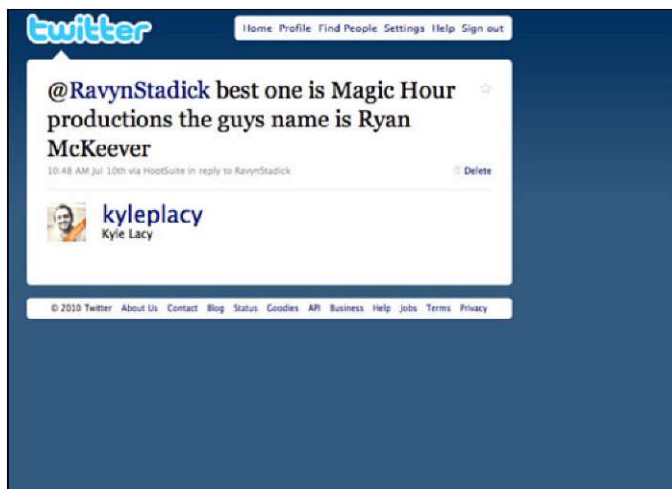 twitter
Home Profile Find People Settings Help Sign out
@RavynStadick best one is Magic Hour
productions the guys name is Ryan
McKeever
10:48 AM Jul 10th via HootSuite in reply to RavynStadick
Delete
kyleplacy
Kyle Lacy
© 2010 Twitter About Us Contact Blog Status Goodies API Business Help Jobs Terms Privacy